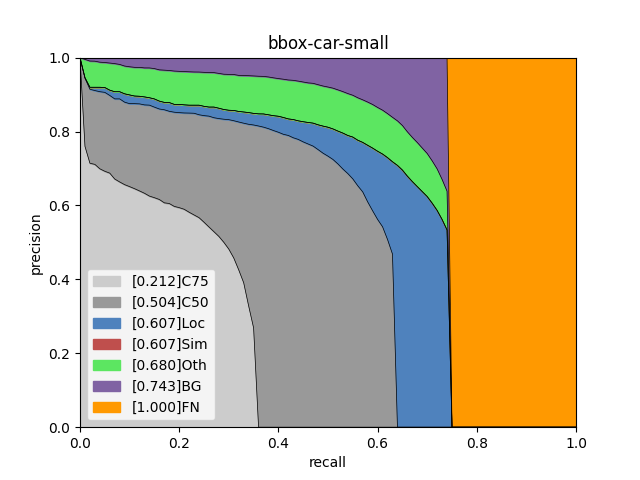 bbox-car-small
1.0
0.8
0.6
0.4
0.2
0.0
precision
[0.212]C75
[0.504]C50
[0.607]Loc
[0.607]Sim
[0.680]Oth
[0.743]BG
[1.000]FN
0.0 0.2 0.4 0.6 0.8 1.0
recall